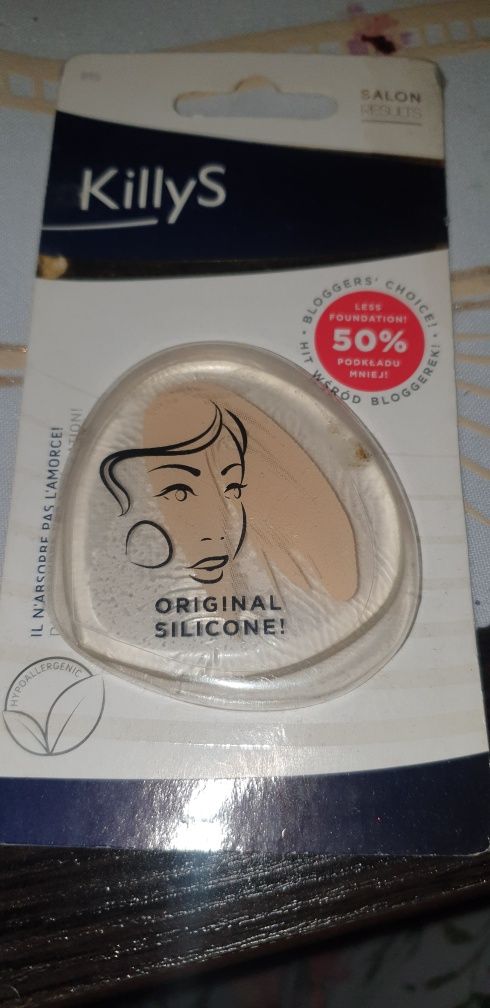 SALON
RESULTS
KillyS
• BLOGGERS' CHOICE! •
LESS
FOUNDATION!
50%
PODKŁADU
MNIEJ!
HIT WŚRÓD BLOGEREK!
IL N'ABSORBE PAS L'AMORCE!
ORIGINAL
SILICONE!
HYPOALLERGENIC